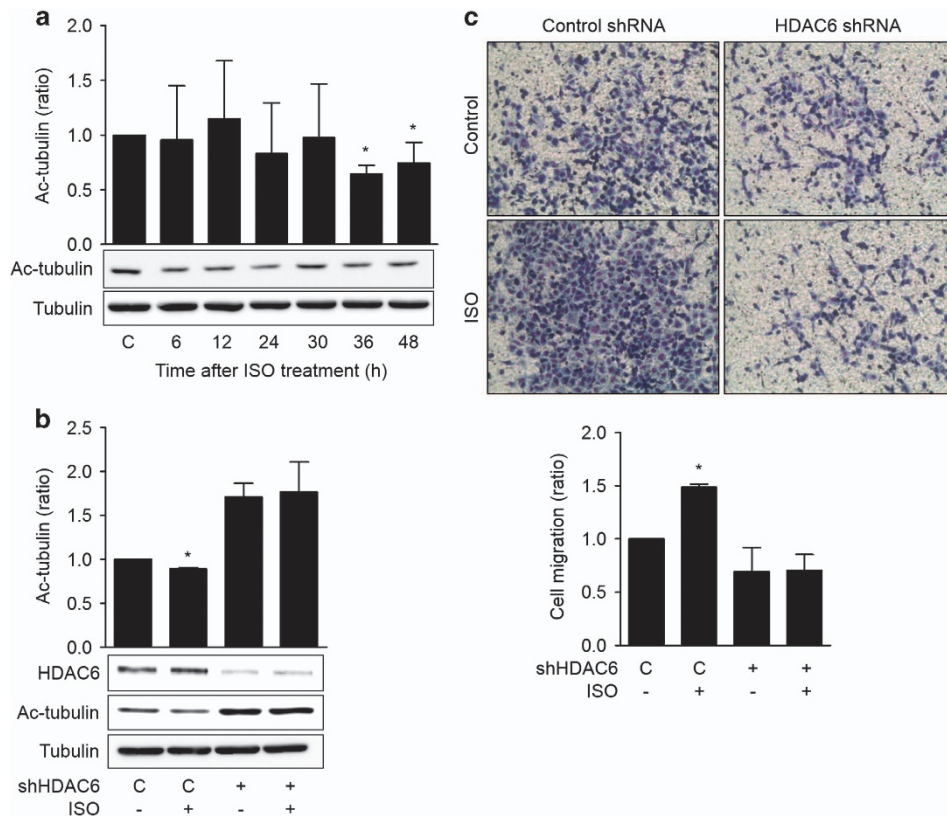 a
Ac-tubulin (ratio)
2.0
1.5
1.0
0.5
0.0
* *
Ac-tubulin
Tubulin
C 6 12 24 30 36 48
Time after ISO treatment (h)
b
Ac-tubulin (ratio)
2.5
2.0
1.5
1.0
0.5
0.0
*
HDAC6
Ac-tubulin
Tubulin
shHDAC6 C C + +
ISO - + - +
c
Control shRNA HDAC6 shRNA
Control
ISO
Cell migration (ratio)
2.0
1.5
1.0
0.5
0.0
*
shHDAC6 C C + +
ISO - + - +